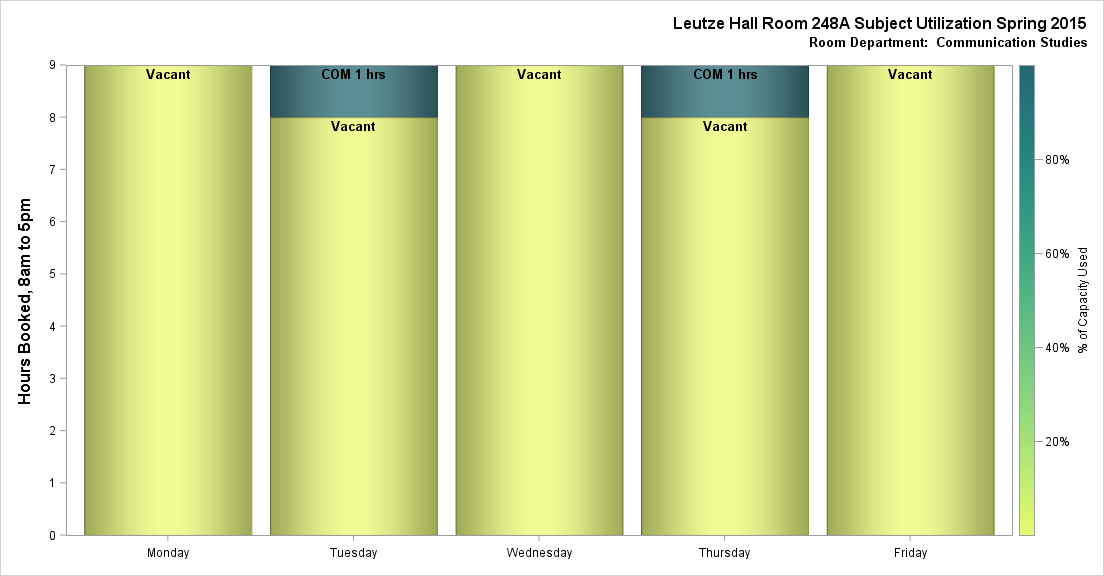 Leutze Hall Room 248A Subject Utilization Spring 2015
Room Department:  Communication Studies
Hours Booked, 8am to 5pm
9
8
7
6
5
4
3
2
1
0
Vacant
COM 1 hrs
Vacant
Vacant
COM 1 hrs
Vacant
Vacant
Monday
Tuesday
Wednesday
Thursday
Friday
80%
60%
40%
20%
% of Capacity Used